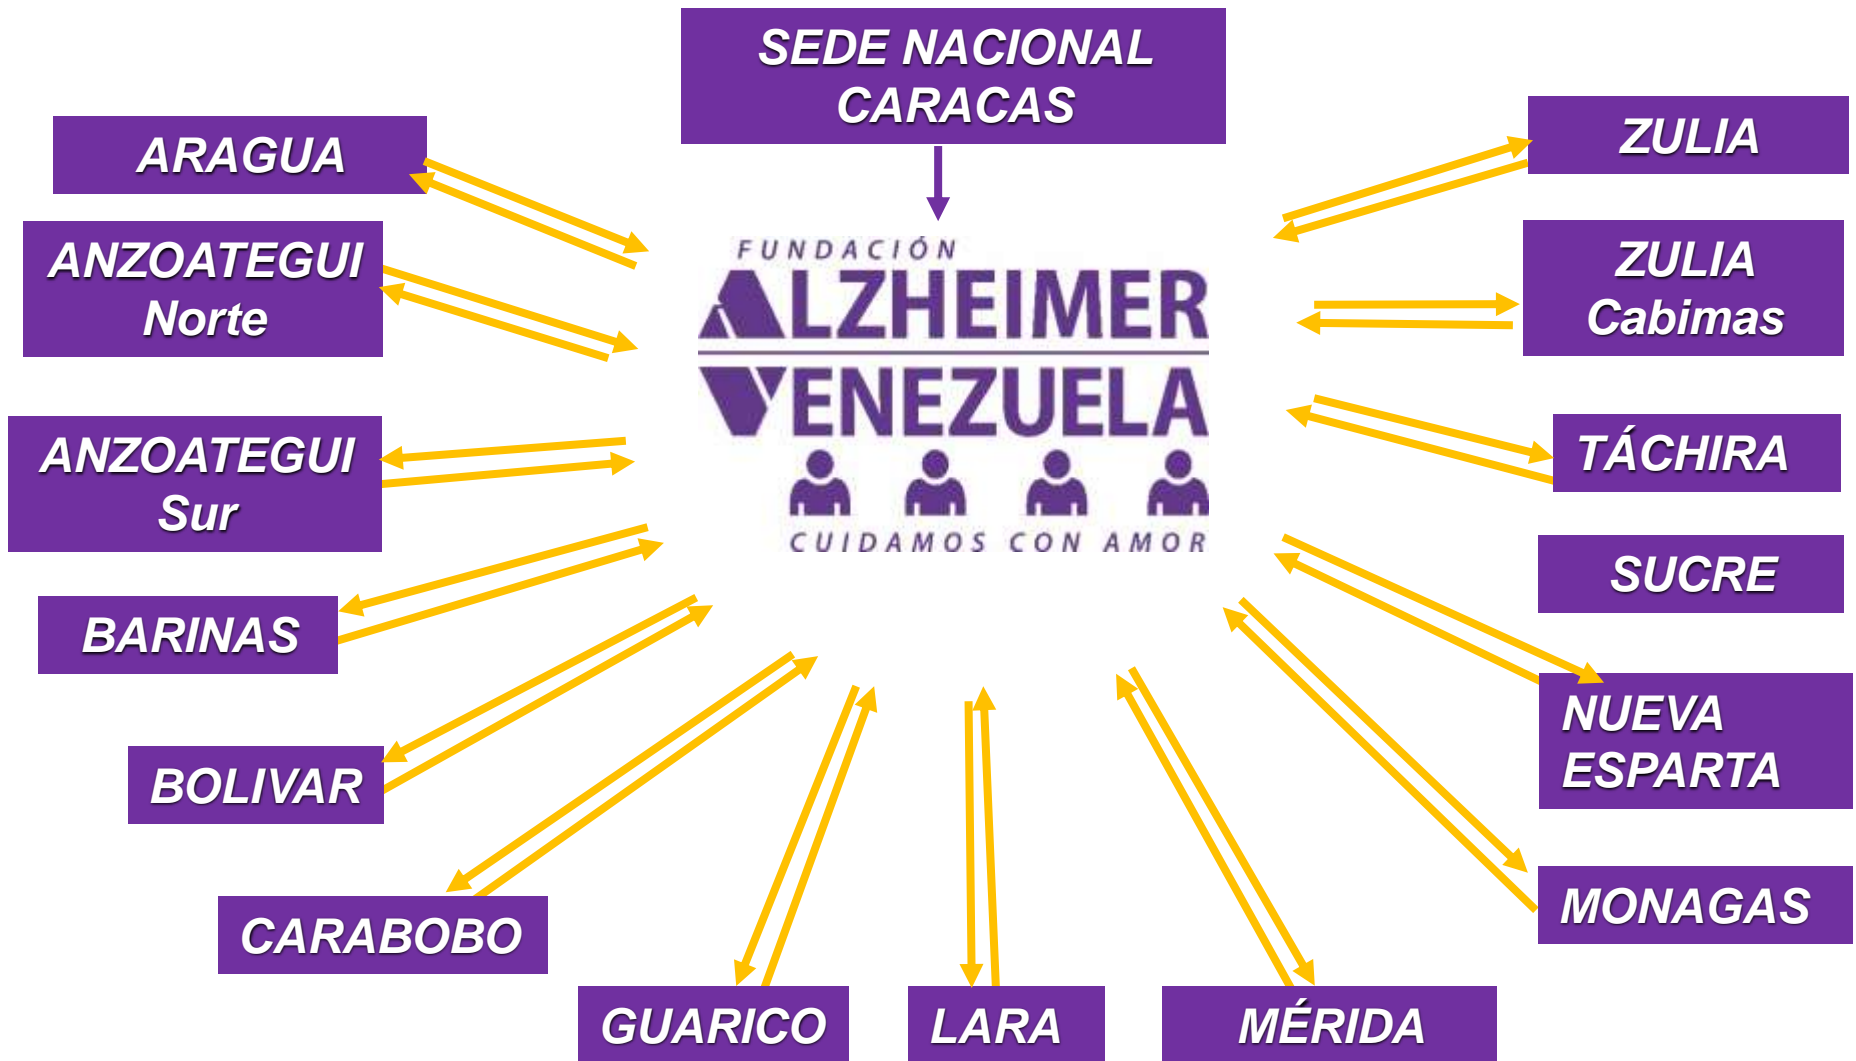 SEDE NACIONAL
CARACAS
ARAGUA
ANZOATEGUI
Norte
ANZOATEGUI
Sur
BARINAS
BOLIVAR
CARABOBO
GUARICO
LARA
MÉRIDA
FUNDACIÓN
ALZHEIMER
VENEZUELA
CUIDAMOS CON AMOR
ZULIA
ZULIA
Cabimas
TÁCHIRA
SUCRE
NUEVA
ESPARTA
MONAGAS